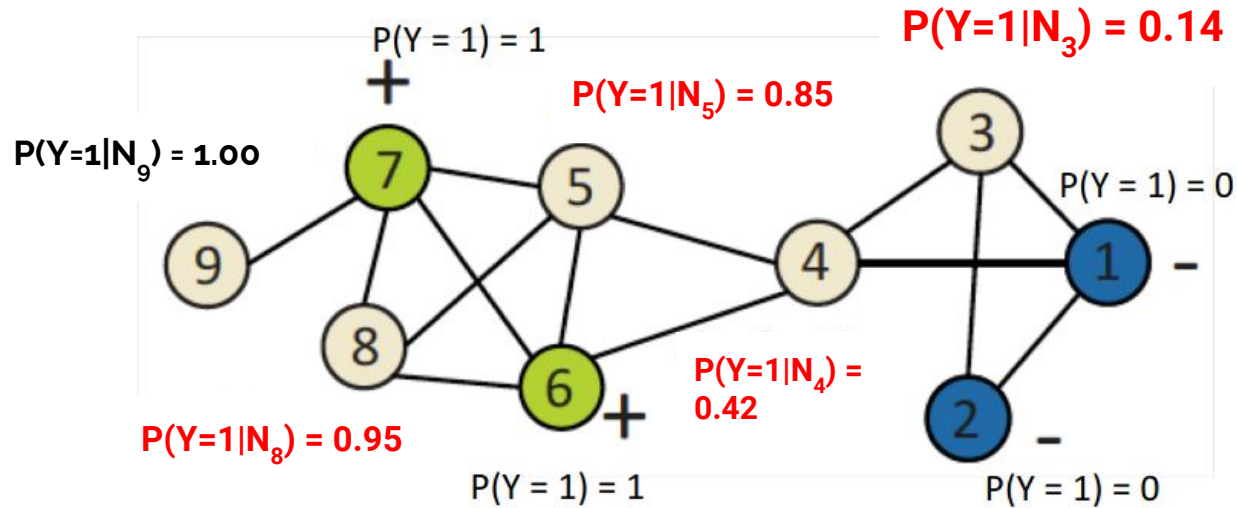 P(Y=1|N₃) = 0.14
P(Y = 1) = 1
+
P(Y=1|N₅) = 0.85
3
P(Y=1|N₉) = 1.00
7
5
P(Y = 1) = 0
9
4
1
-
8
6
+
P(Y=1|N₄) =
0.42
2
-
P(Y=1|N₈) = 0.95
P(Y = 1) = 1
P(Y = 1) = 0